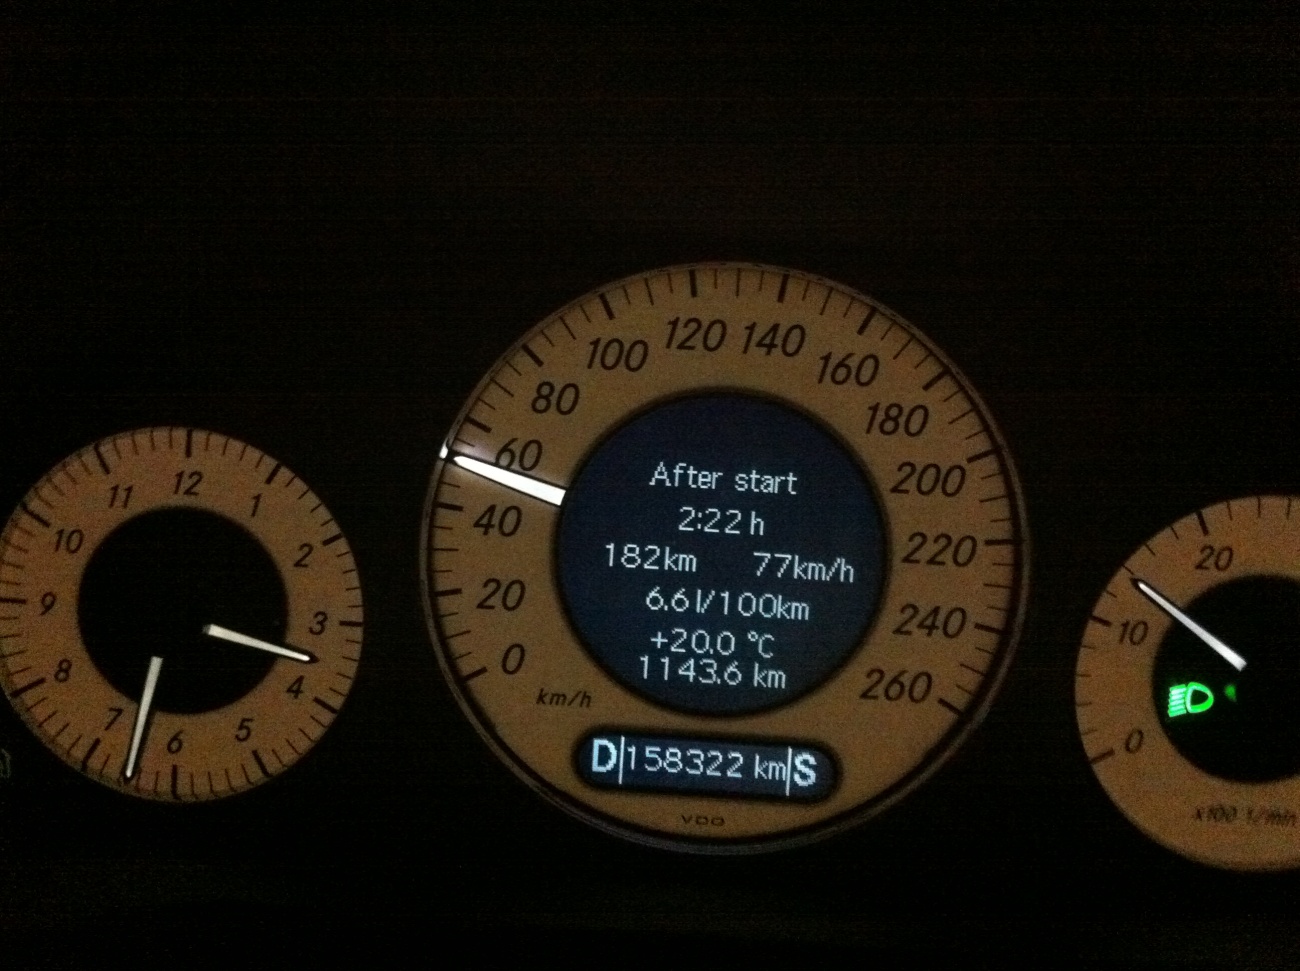 12
1
2
3
4
5
6
7
8
9
10
11
0
20
40
60
80
100
120
140
160
180
200
220
240
260
km/h
After start
2:22 h
182km 77km/h
6.6 l/100km
+20.0 °C
1143.6 km
D 158322 km S
VDO
0
10
20
x100 1/min